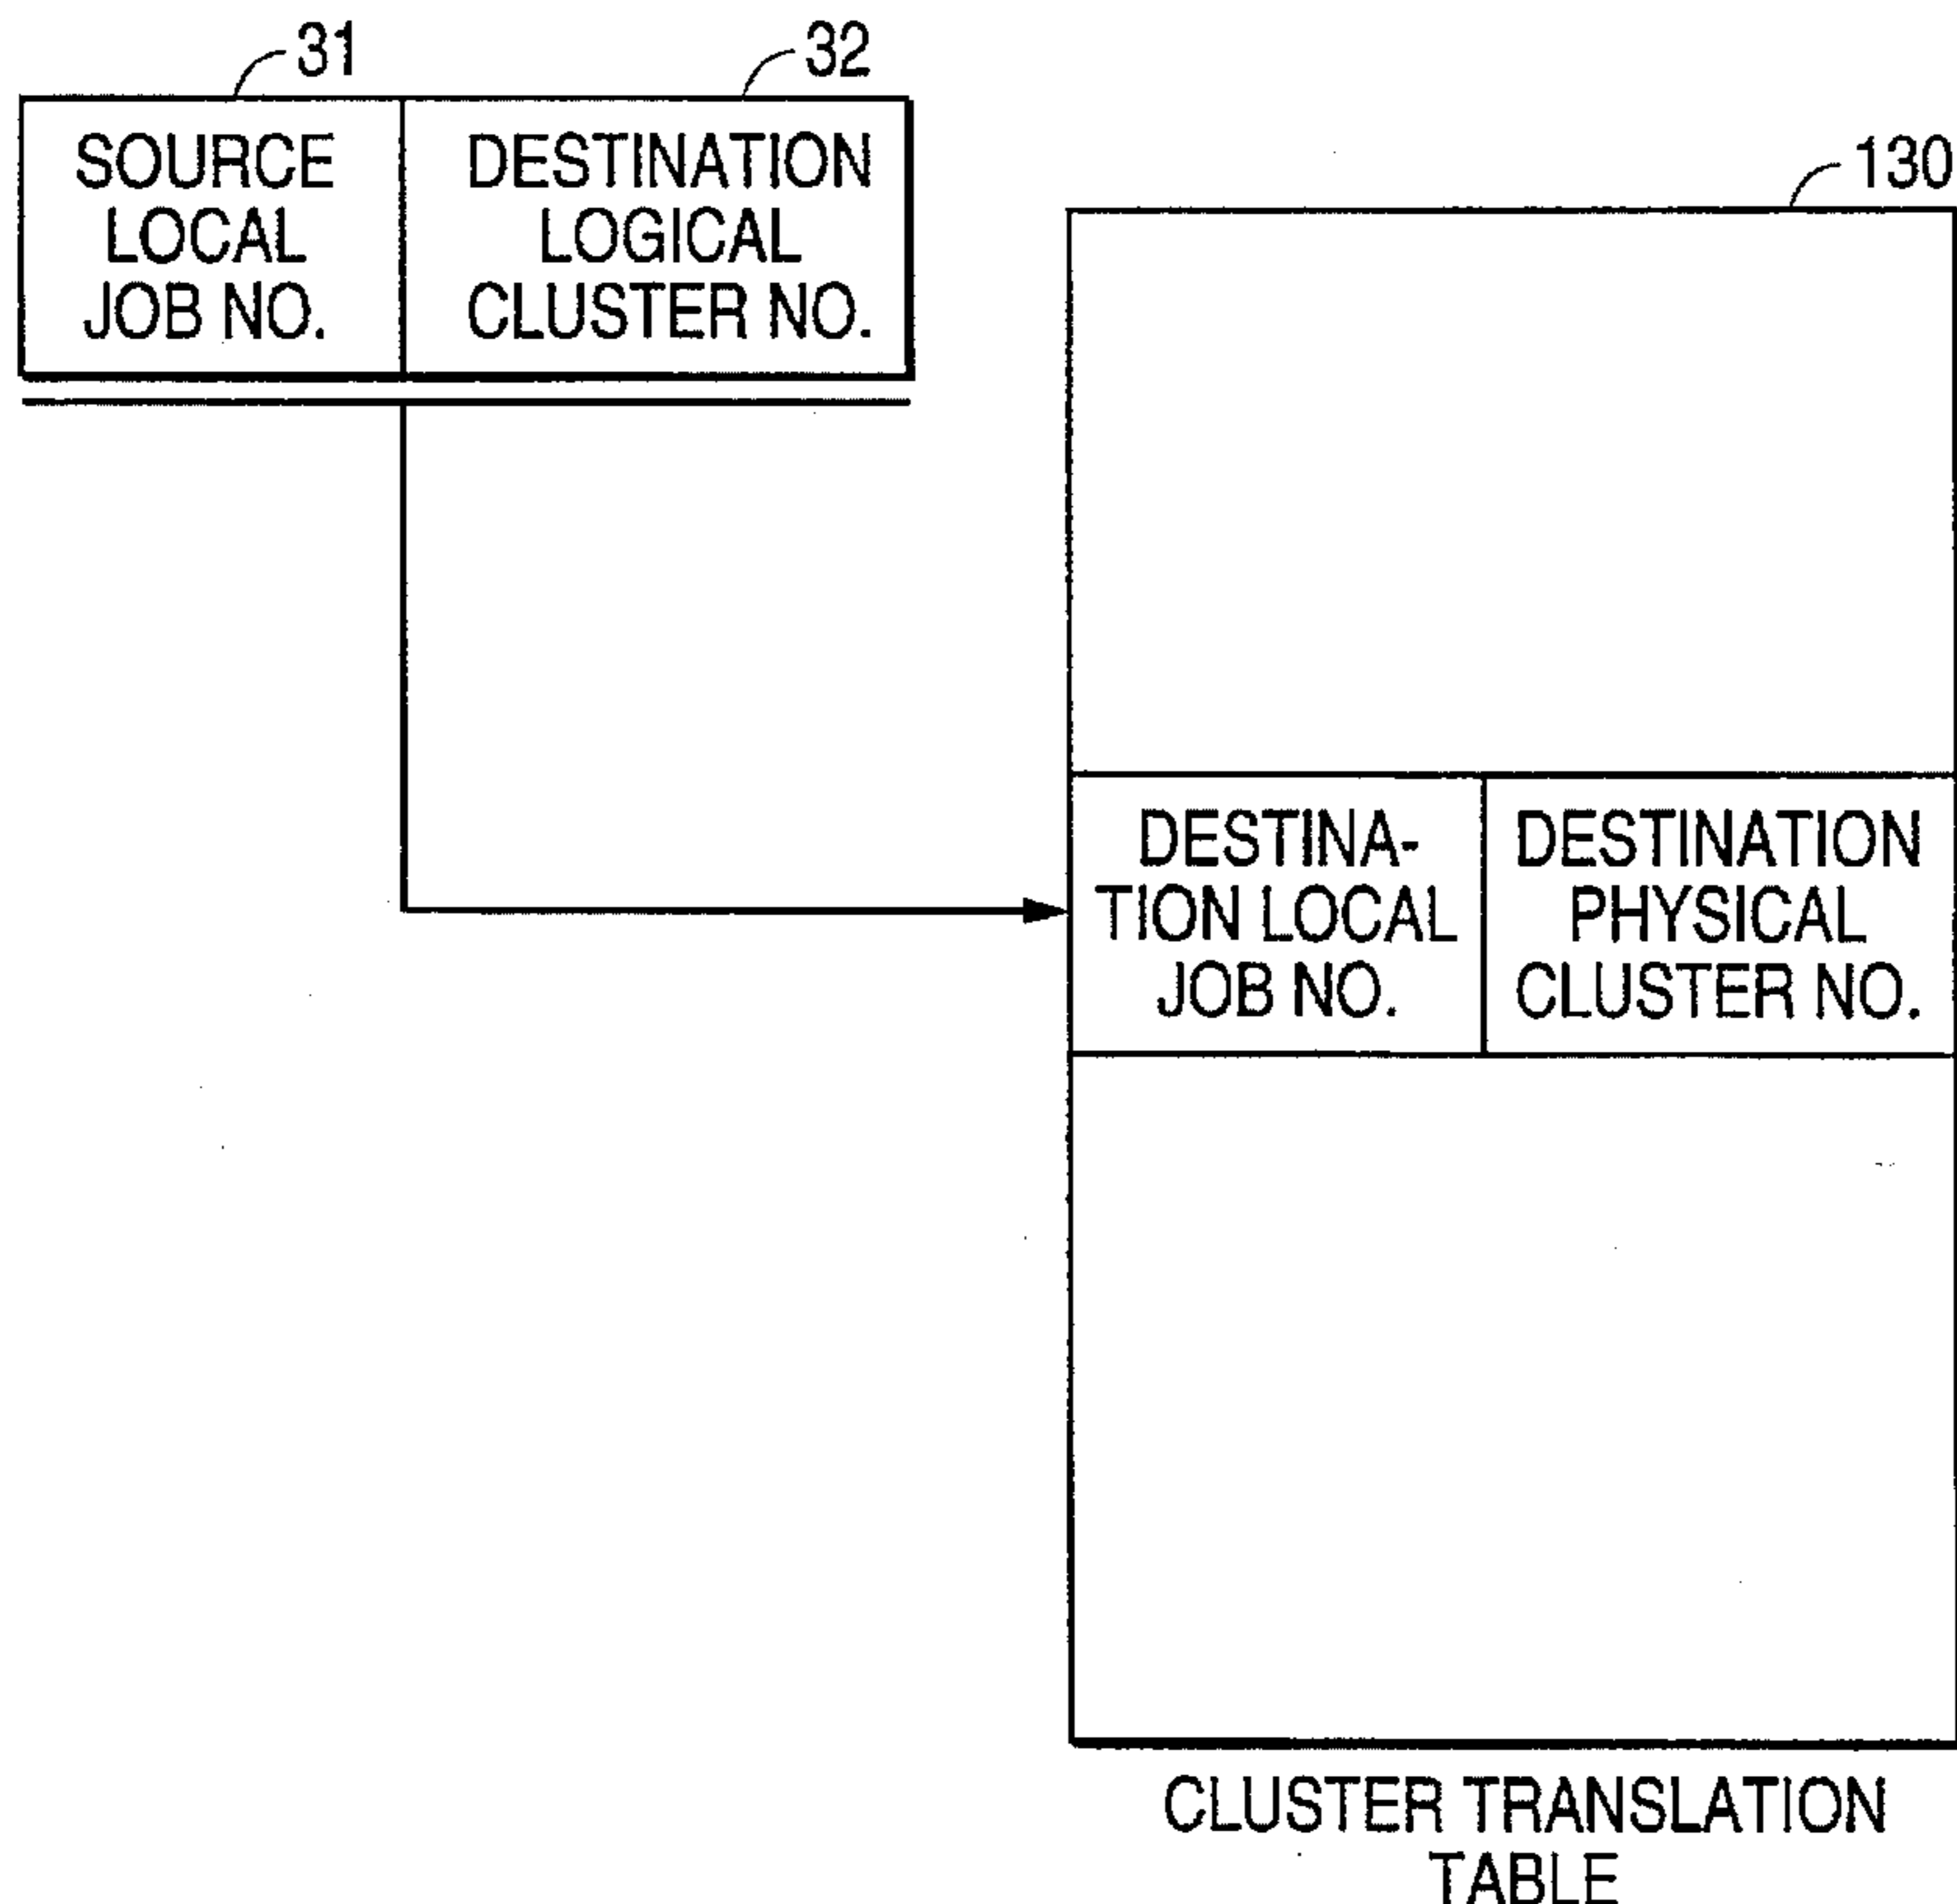 31
32
SOURCE
LOCAL
JOB NO.
DESTINATION
LOGICAL
CLUSTER NO.
130
DESTINA-
TION LOCAL
JOB NO.
DESTINATION
PHYSICAL
CLUSTER NO.
CLUSTER TRANSLATION
TABLE